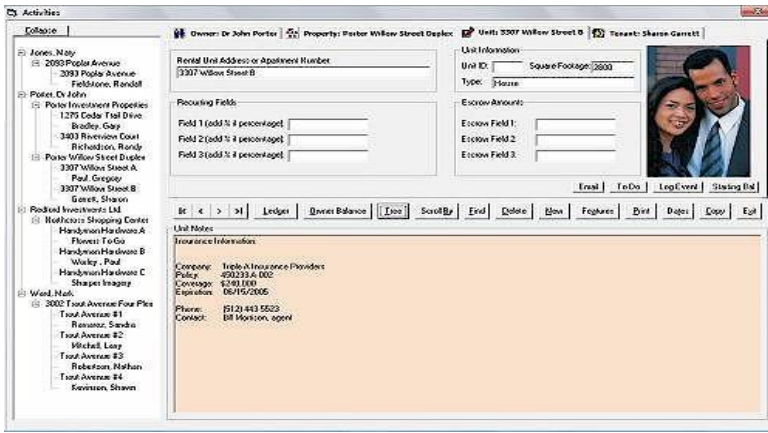 Activities
Collapse
Owner: Dr John Porter
Property: Porter Willow Street Duplex
Unit: 3307 Willow Street B
Tenant: Sharon Garrett
Jones, Mary
2093 Poplar Avenue
2093 Poplar Avenue
Fieldstone, Randall
Porter, Dr John
Porter Investment Properties
1275 Cedar Trail Drive
Bradley, Gary
3403 Riverview Court
Richardson, Randy
Porter Willow Street Duplex
3307 Willow Street A
Paul, Gregory
3307 Willow Street B
Garrett, Sharon
Redford Investments Ltd
Northcross Shopping Center
Handyman Hardware A
Flowers To Go
Handyman Hardware B
Worley, Paul
Handyman Hardware C
Sharper Imagery
Ward, Mark
3002 Trout Avenue Four Plex
Trout Avenue #1
Ramirez, Sandra
Trout Avenue #2
Mitchell, Lacy
Trout Avenue #3
Robertson, Nathan
Trout Avenue #4
Kevinson, Shawn
Rental Unit Address or Apartment Number
3307 Willow Street B
Unit Information
Unit ID:
Square Footage: 2800
Type: House
Recurring Fields
Field 1 (add % if percentage)
Field 2 (add % if percentage)
Field 3 (add % if percentage)
Escrow Amounts
Escrow Field 1:
Escrow Field 2:
Escrow Field 3:
Email
To Do
Log Event
Starting Bal
Ledger
Owner Balance
Tree
Scroll By
Find
Delete
New
Features
Print
Dates
Copy
Exit
Unit Notes
Insurance Information
Company: Triple A Insurance Providers
Policy: 450233 A-002
Coverage: $240,000
Expiration: 06/15/2005
Phone: (512) 443-5523
Contact: Bill Morrison, agent